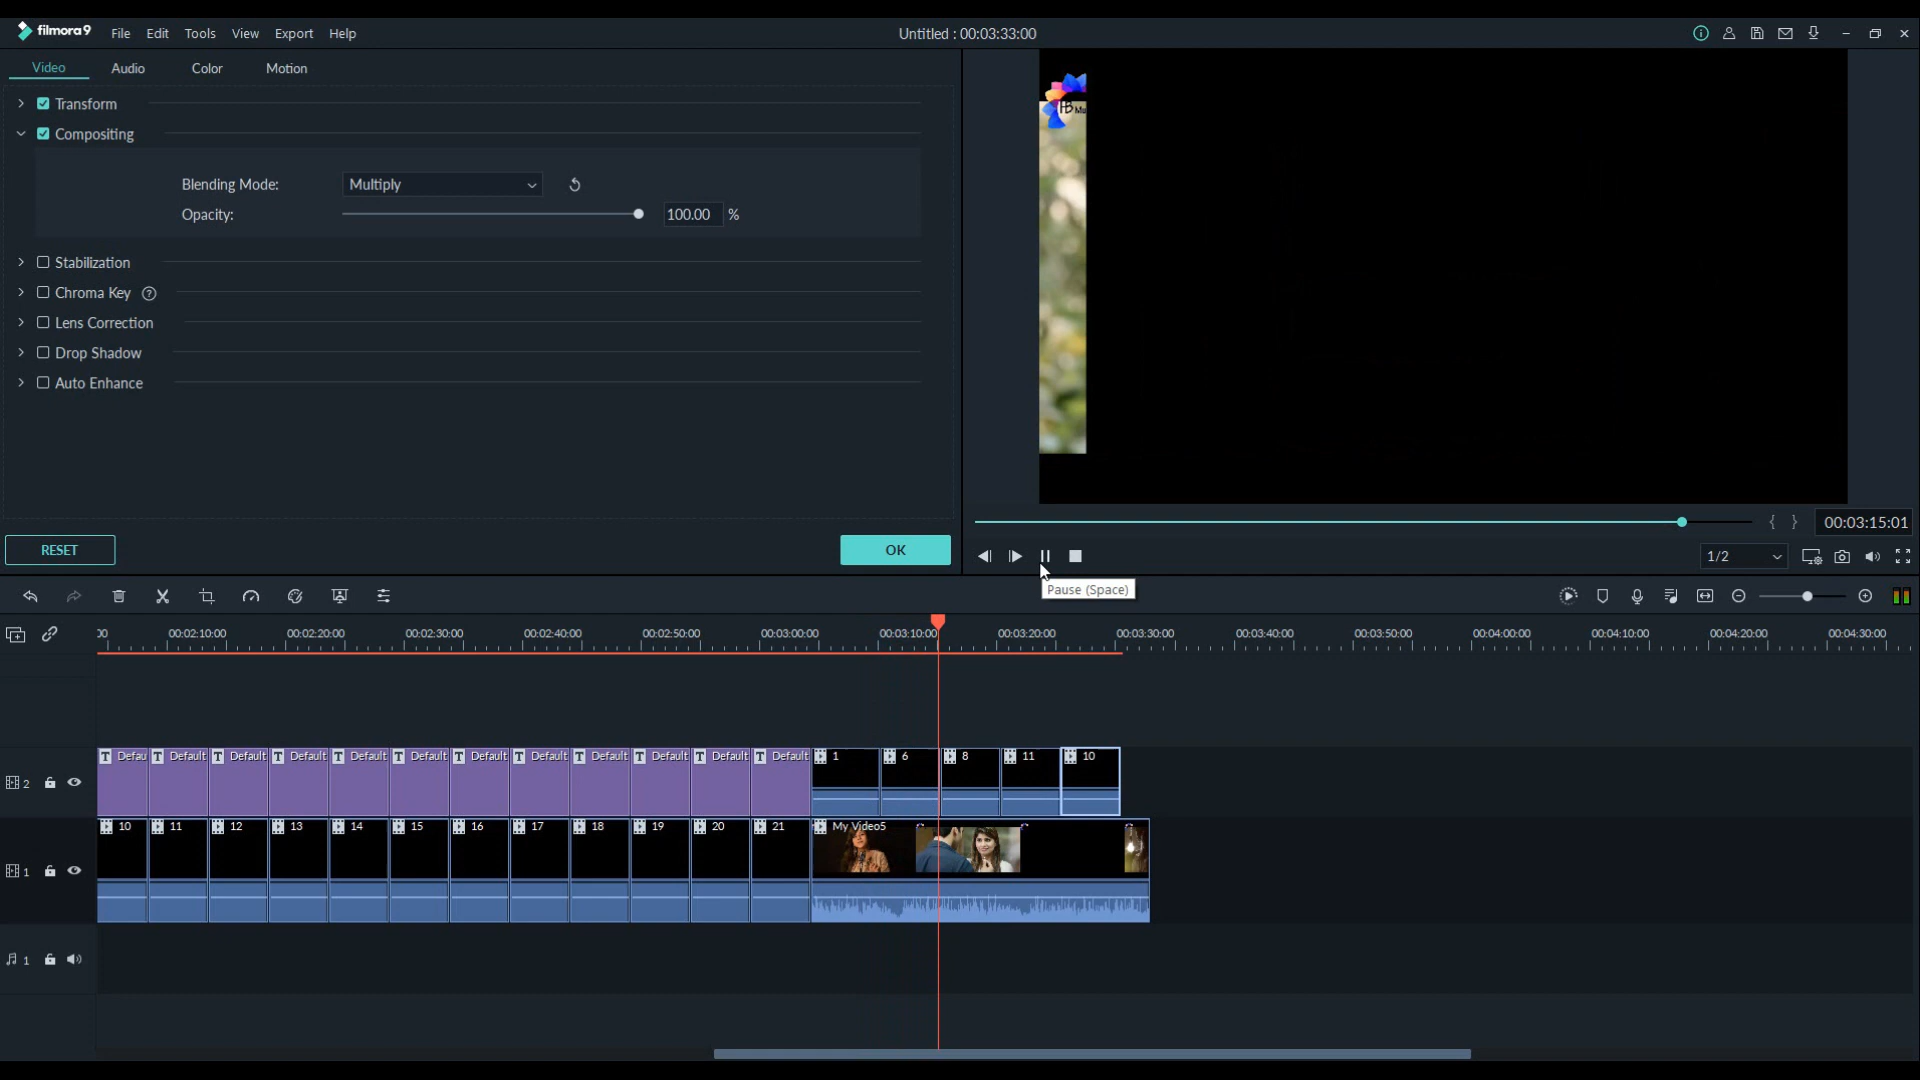 filmora9 File Edit Tools View Export Help Untitled : 00:03:33:00
Video Audio Color Motion
Transform
Compositing
Blending Mode: Multiply
Opacity: 100.00 %
Stabilization
Chroma Key ?
Lens Correction
Drop Shadow
Auto Enhance
RESET OK
HB Mu
{ } 00:03:15:01
1/2
Pause (Space)
00 00:02:10:00 00:02:20:00 00:02:30:00 00:02:40:00 00:02:50:00 00:03:00:00 00:03:10:00 00:03:20:00 00:03:30:00 00:03:40:00 00:03:50:00 00:04:00:00 00:04:10:00 00:04:20:00 00:04:30:00
2 T Defau T Default T Default T Default T Default T Default T Default T Default T Default T Default T Default T Default 1 6 8 11 10
1 10 11 12 13 14 15 16 17 18 19 20 21 My Video5
1